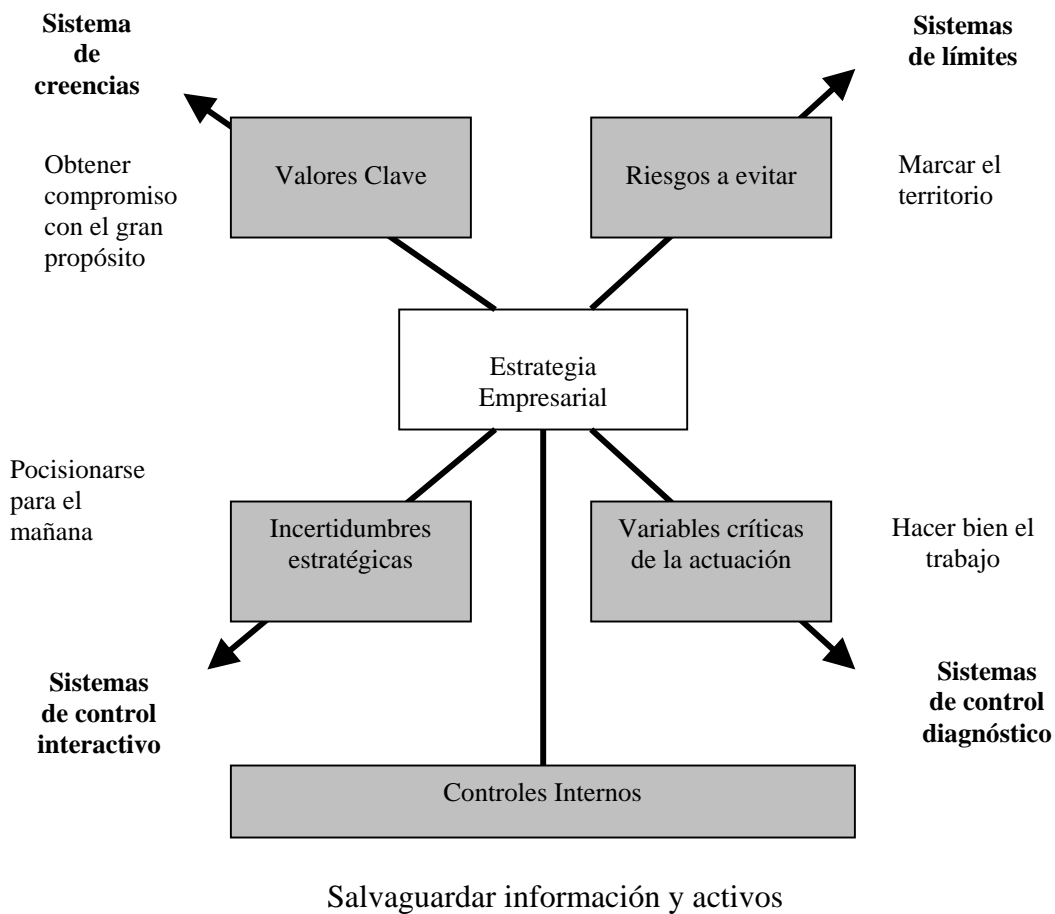 Sistema
de
creencias
Sistemas
de límites
Obtener
compromiso
con el gran
propósito
Valores Clave
Riesgos a evitar
Marcar el
territorio
Estrategia
Empresarial
Pocisionarse
para el
mañana
Incertidumbres
estratégicas
Variables críticas
de la actuación
Hacer bien el
trabajo
Sistemas
de control
interactivo
Sistemas
de control
diagnóstico
Controles Internos
Salvaguardar información y activos